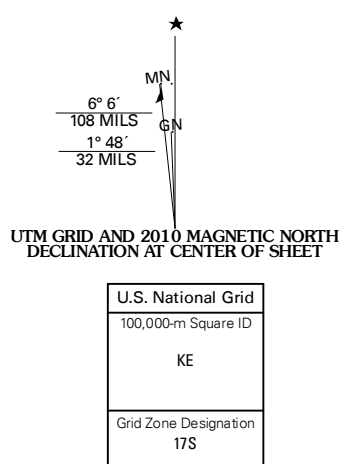 ★
MN
6° 6´
108 MILS
GN
1° 48´
32 MILS
UTM GRID AND 2010 MAGNETIC NORTH
DECLINATION AT CENTER OF SHEET
U.S. National Grid
100,000-m Square ID
KE
Grid Zone Designation
17S